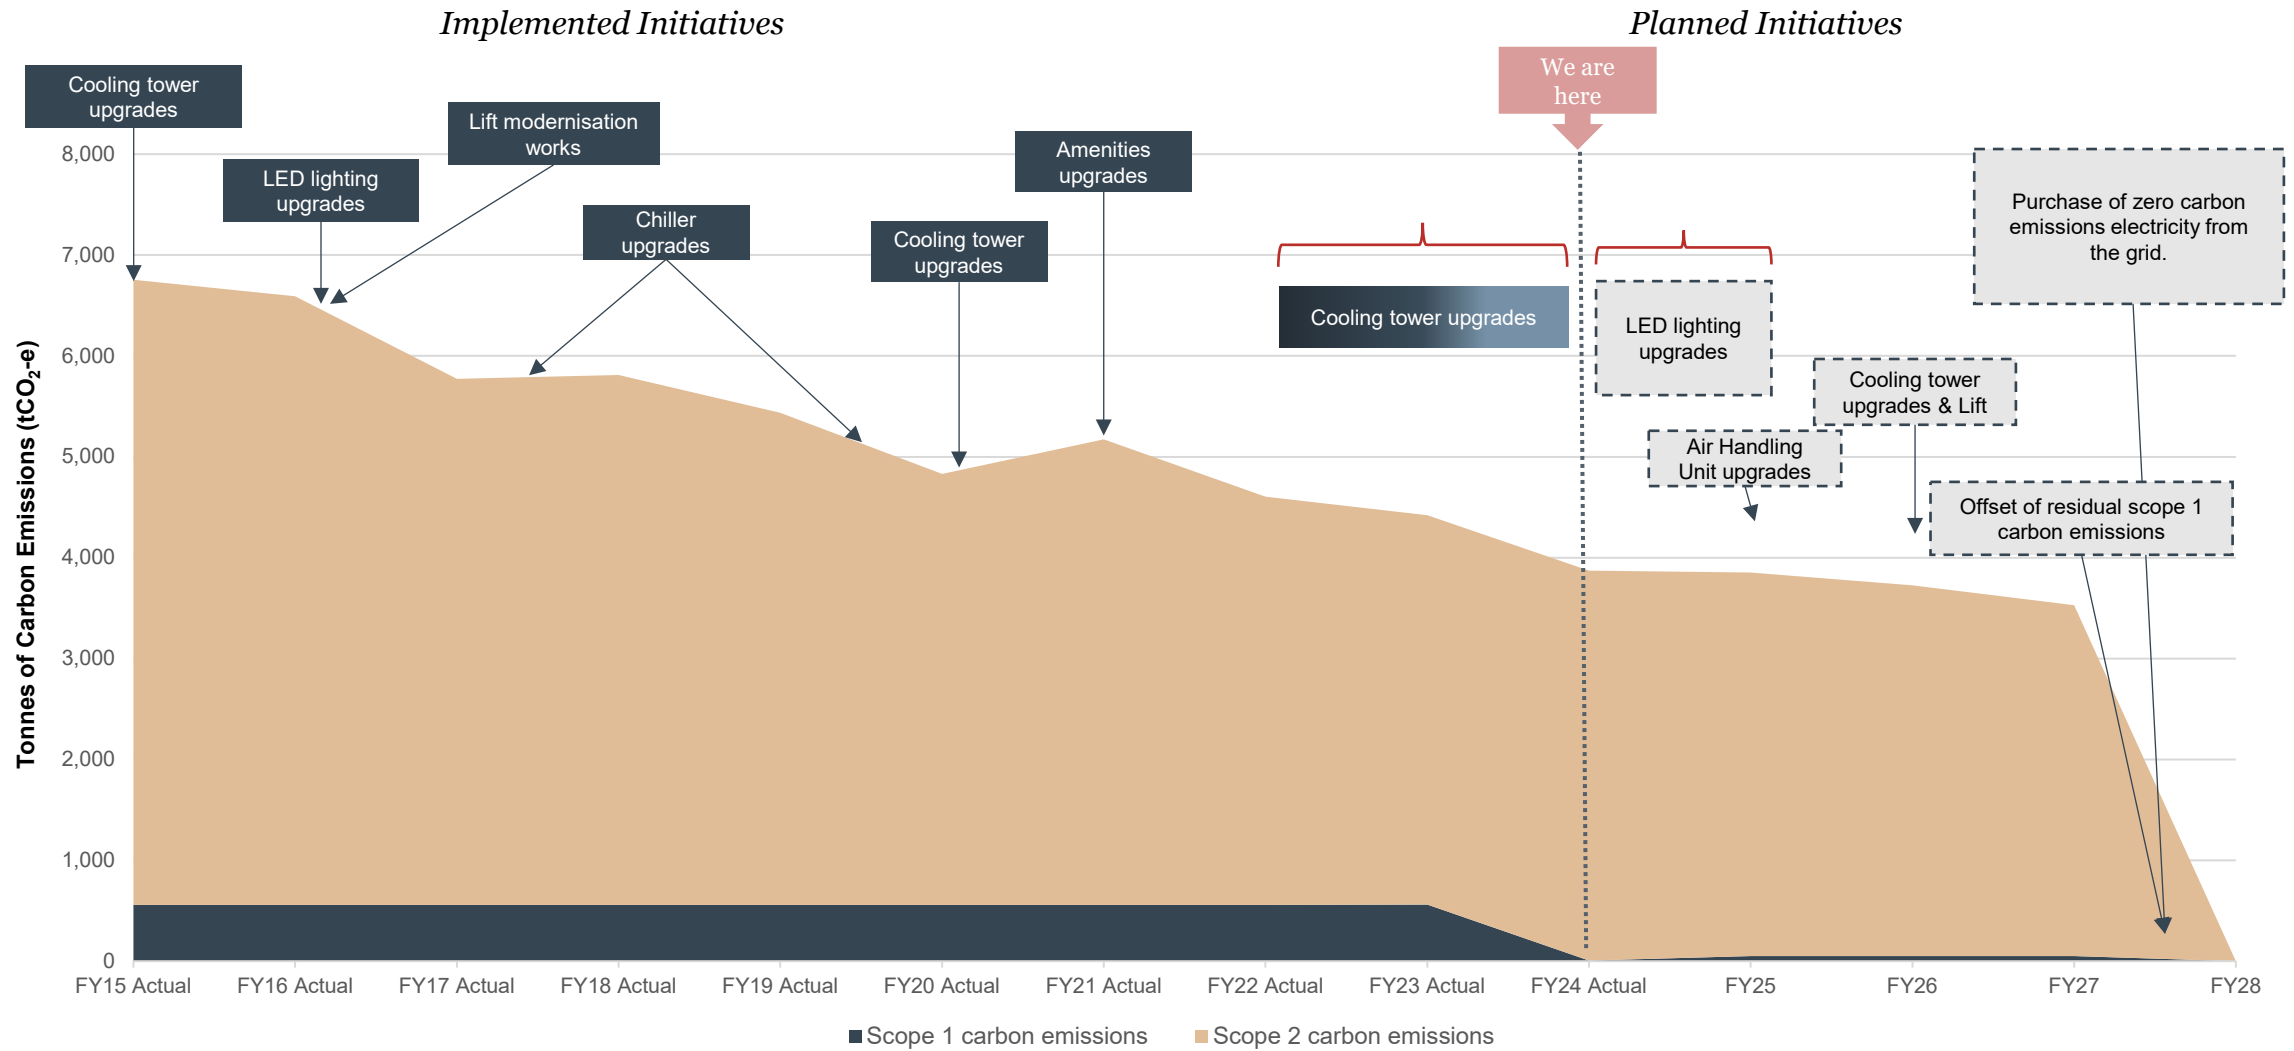 Implemented Initiatives
Planned Initiatives
We are
here
Cooling tower
upgrades
LED lighting
upgrades
Lift modernisation
works
Chiller
upgrades
Cooling tower
upgrades
Amenities
upgrades
Cooling tower upgrades
LED lighting
upgrades
Air Handling
Unit upgrades
Cooling tower
upgrades & Lift
Purchase of zero carbon
emissions electricity from
the grid.
Offset of residual scope 1
carbon emissions
Tonnes of Carbon Emissions (tCO₂-e)
8,000
7,000
6,000
5,000
4,000
3,000
2,000
1,000
0
FY15 Actual
FY16 Actual
FY17 Actual
FY18 Actual
FY19 Actual
FY20 Actual
FY21 Actual
FY22 Actual
FY23 Actual
FY24 Actual
FY25
FY26
FY27
FY28
Scope 1 carbon emissions
Scope 2 carbon emissions